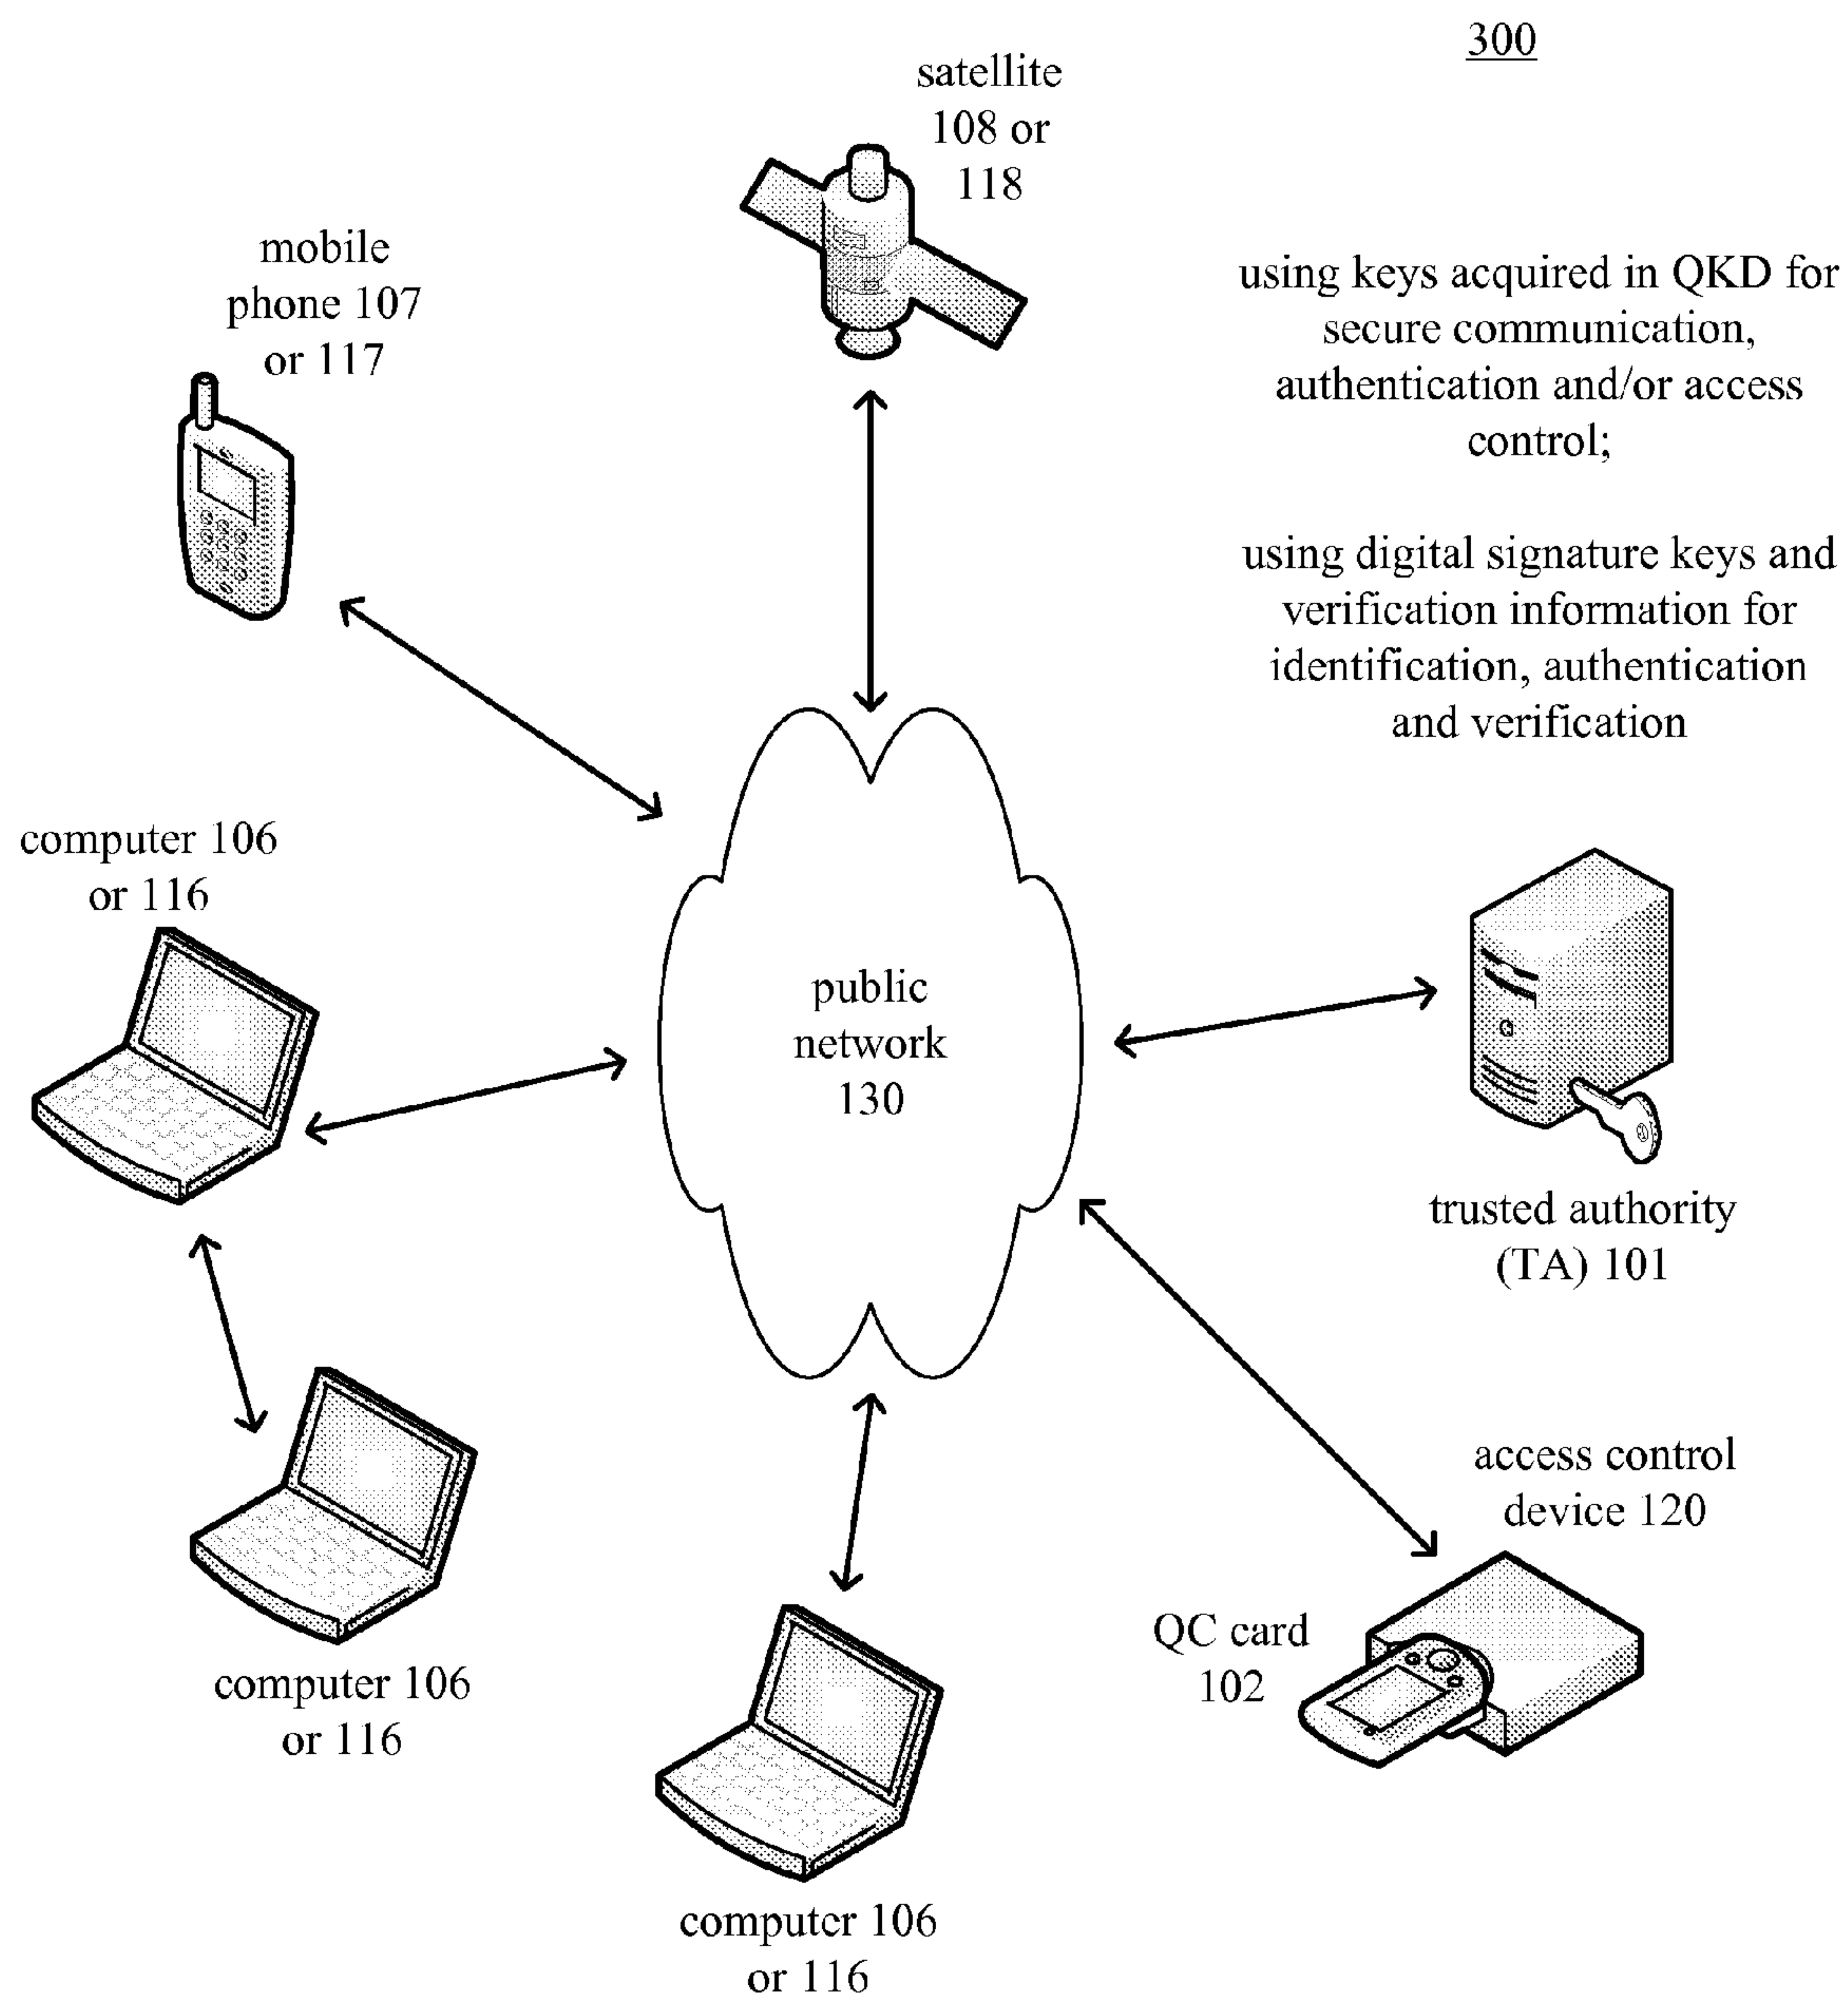 300
satellite
108 or
118
mobile
phone 107
or 117
using keys acquired in QKD for
secure communication,
authentication and/or access
control;
using digital signature keys and
verification information for
identification, authentication
and verification
computer 106
or 116
public
network
130
trusted authority
(TA) 101
access control
device 120
QC card
102
computer 106
or 116
computer 106
or 116